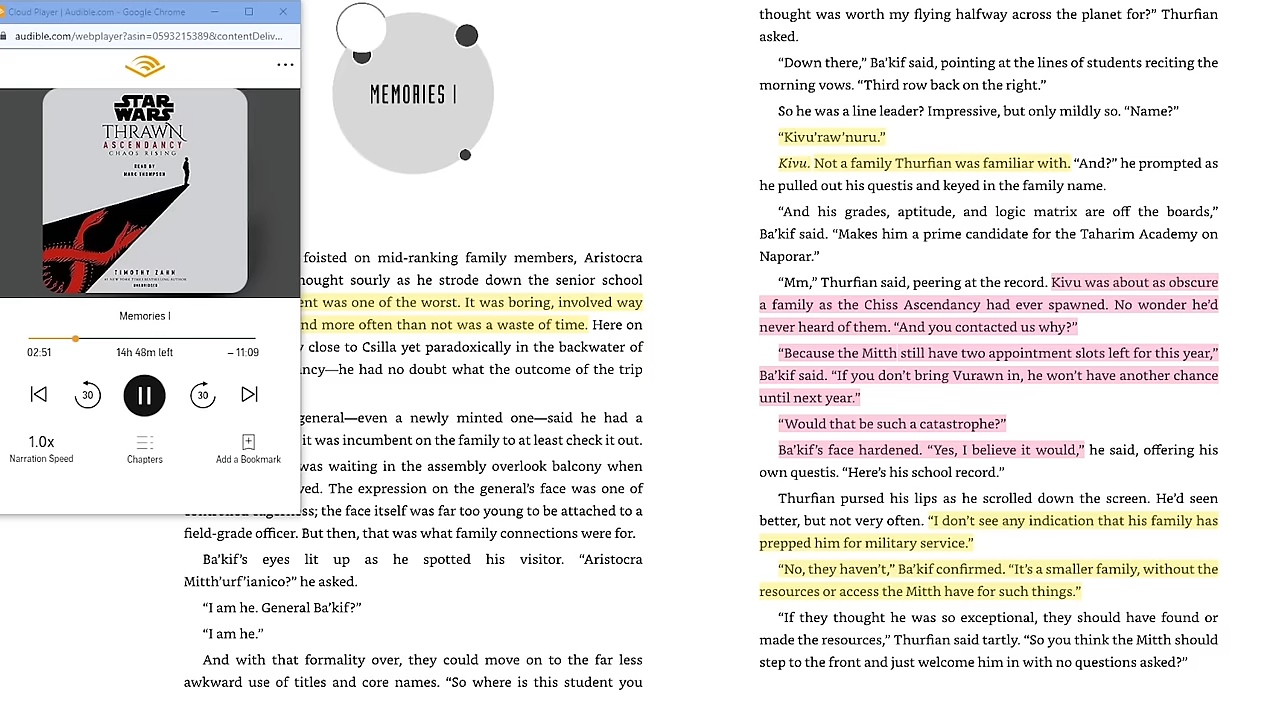 Cloud Player | Audible.com - Google Chrome
audible.com/webplayer?asin=0593215389&contentDeliv...
STAR
WARS
THRAWN
ASCENDANCY
CHAOS RISING
READ BY
MARK THOMPSON
TIMOTHY ZAHN
UNABRIDGED
Memories I
02:51 14h 48m left – 11:09
30 30
1.0x
Narration Speed Chapters Add a Bookmark
MEMORIES I
foisted on mid-ranking family members, Aristocra
ought sourly as he strode down the senior school
ent was one of the worst. It was boring, involved way
nd more often than not was a waste of time. Here on
close to Csilla yet paradoxically in the backwater of
ncy—he had no doubt what the outcome of the trip
general—even a newly minted one—said he had a
it was incumbent on the family to at least check it out.
was waiting in the assembly overlook balcony when
ved. The expression on the general’s face was one of
controlled eagerness; the face itself was far too young to be attached to a
field-grade officer. But then, that was what family connections were for.
Ba’kif’s eyes lit up as he spotted his visitor. “Aristocra
Mitth’urf’ianico?” he asked.
“I am he. General Ba’kif?”
“I am he.”
And with that formality over, they could move on to the far less
awkward use of titles and core names. “So where is this student you
thought was worth my flying halfway across the planet for?” Thurfian
asked.
“Down there,” Ba’kif said, pointing at the lines of students reciting the
morning vows. “Third row back on the right.”
So he was a line leader? Impressive, but only mildly so. “Name?”
“Kivu’raw’nuru.”
Kivu. Not a family Thurfian was familiar with. “And?” he prompted as
he pulled out his questis and keyed in the family name.
“And his grades, aptitude, and logic matrix are off the boards,”
Ba’kif said. “Makes him a prime candidate for the Taharim Academy on
Naporar.”
“Mm,” Thurfian said, peering at the record. Kivu was about as obscure
a family as the Chiss Ascendancy had ever spawned. No wonder he’d
never heard of them. “And you contacted us why?”
“Because the Mitth still have two appointment slots left for this year,”
Ba’kif said. “If you don’t bring Vurawn in, he won’t have another chance
until next year.”
“Would that be such a catastrophe?”
Ba’kif’s face hardened. “Yes, I believe it would,” he said, offering his
own questis. “Here’s his school record.”
Thurfian pursed his lips as he scrolled down the screen. He’d seen
better, but not very often. “I don’t see any indication that his family has
prepped him for military service.”
“No, they haven’t,” Ba’kif confirmed. “It’s a smaller family, without the
resources or access the Mitth have for such things.”
“If they thought he was so exceptional, they should have found or
made the resources,” Thurfian said tartly. “So you think the Mitth should
step to the front and just welcome him in with no questions asked?”